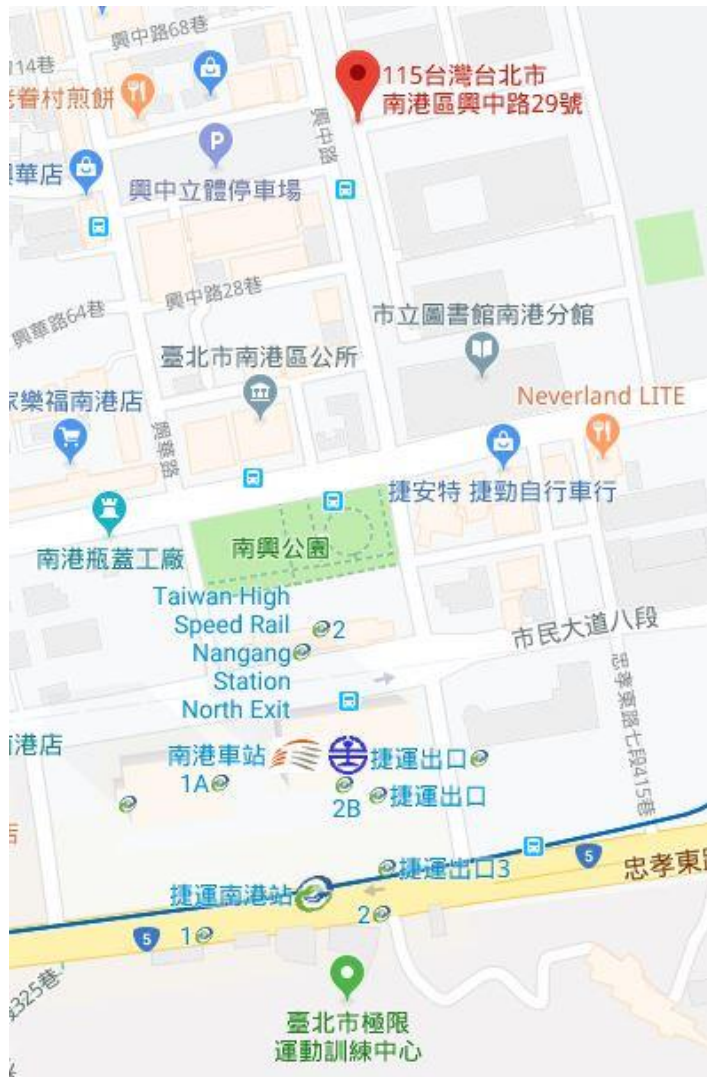 興中路68巷
114巷
老眷村煎餅
115台灣台北市
南港區興中路29號
興中路
P
興中立體停車場
華店
興中路28巷
興華路64巷
市立圖書館南港分館
臺北市南港區公所
Neverland LITE
家樂福南港店
興華路
捷安特 捷勁自行車行
南港瓶蓋工廠
南興公園
Taiwan High
Speed Rail
Nangang
Station
North Exit
2
市民大道八段
忠孝東路七段415巷
港店
南港車站
捷運出口
1A
2B
捷運出口
店
捷運出口3
5
忠孝東路
捷運南港站
2
1
5
325巷
臺北市極限
運動訓練中心